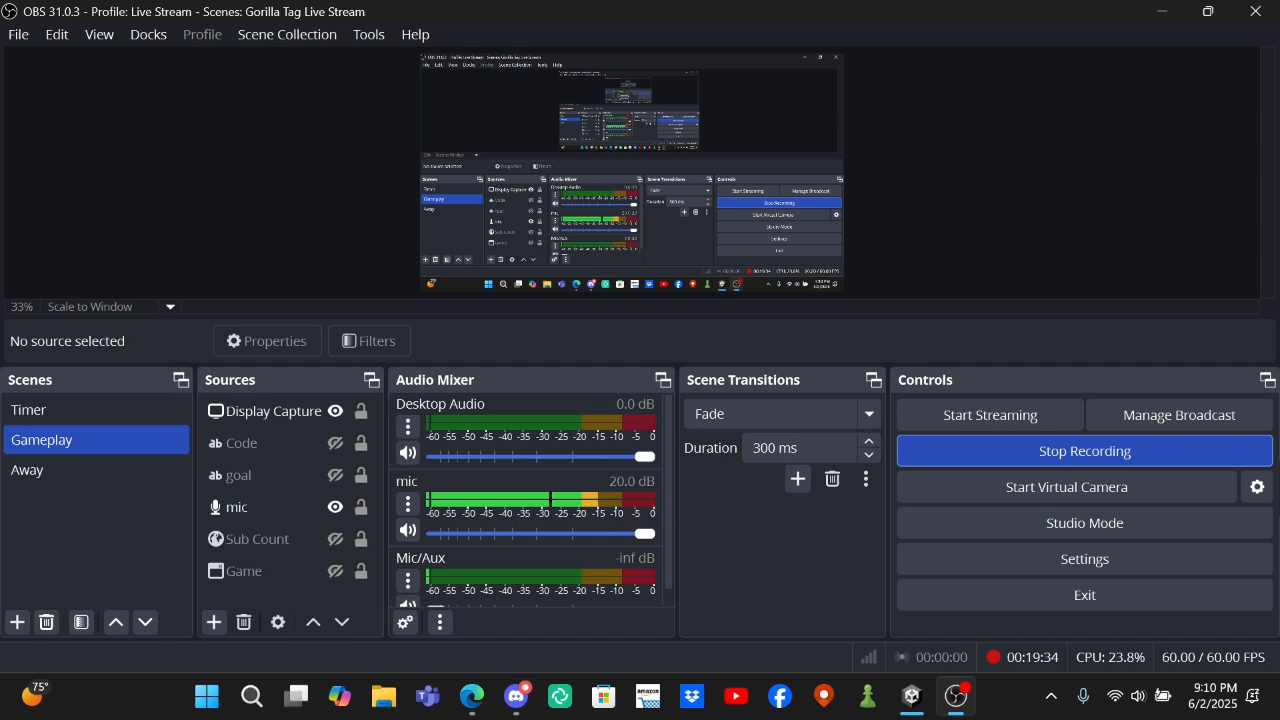 OBS 31.0.3 - Profile: Live Stream - Scenes: Gorilla Tag Live Stream
File Edit View Docks Profile Scene Collection Tools Help
33% Scale to Window
No source selected Properties Filters
Scenes
Timer
Gameplay
Away
Sources
Display Capture
ab Code
ab goal
mic
Sub Count
Game
Audio Mixer
Desktop Audio 0.0 dB
-60 -55 -50 -45 -40 -35 -30 -25 -20 -15 -10 -5 0
mic 20.0 dB
-60 -55 -50 -45 -40 -35 -30 -25 -20 -15 -10 -5 0
Mic/Aux -inf dB
-60 -55 -50 -45 -40 -35 -30 -25 -20 -15 -10 -5 0
Scene Transitions
Fade
Duration 300 ms
Controls
Start Streaming Manage Broadcast
Stop Recording
Start Virtual Camera
Studio Mode
Settings
Exit
00:00:00 00:19:34 CPU: 23.8% 60.00 / 60.00 FPS
75°
amazon
9:10 PM
6/2/2025